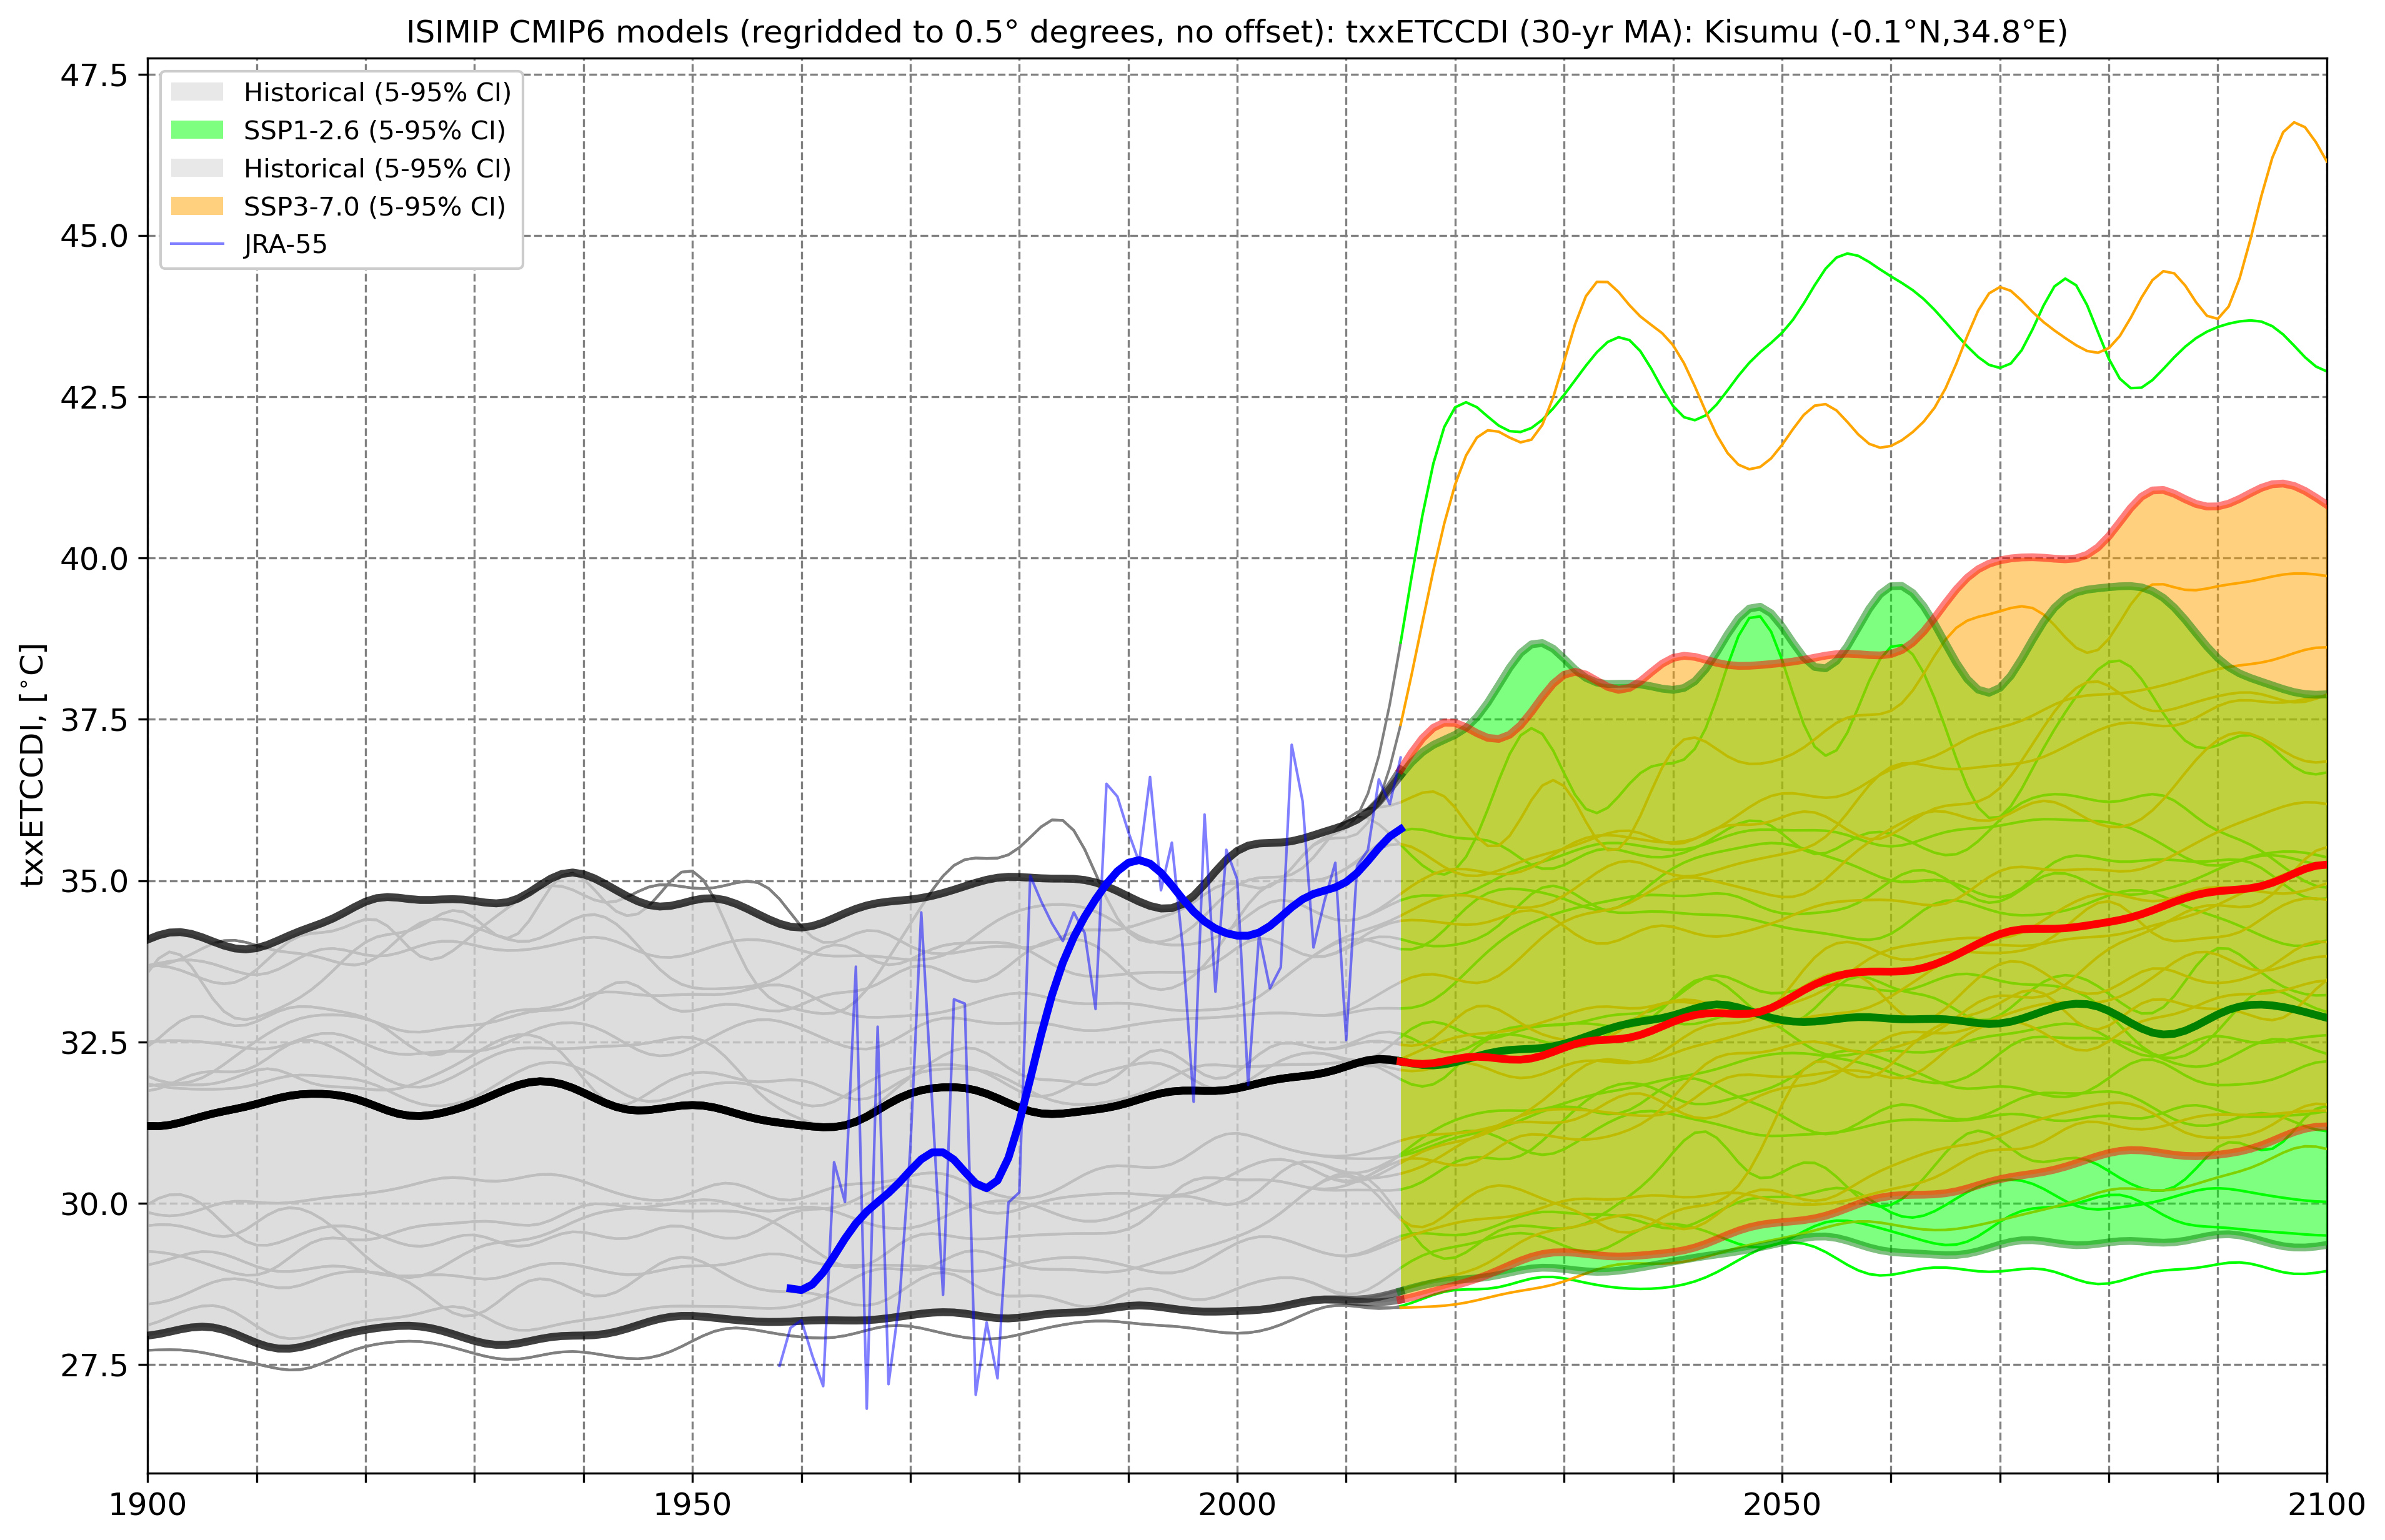 ISIMIP CMIP6 models (regridded to 0.5° degrees, no offset): txxETCCDI (30-yr MA): Kisumu (-0.1°N,34.8°E)
47.5
45.0
42.5
40.0
37.5
35.0
32.5
30.0
27.5
txxETCCDI, [°C]
Historical (5-95% CI)
SSP1-2.6 (5-95% CI)
Historical (5-95% CI)
SSP3-7.0 (5-95% CI)
JRA-55
1900 1950 2000 2050 2100